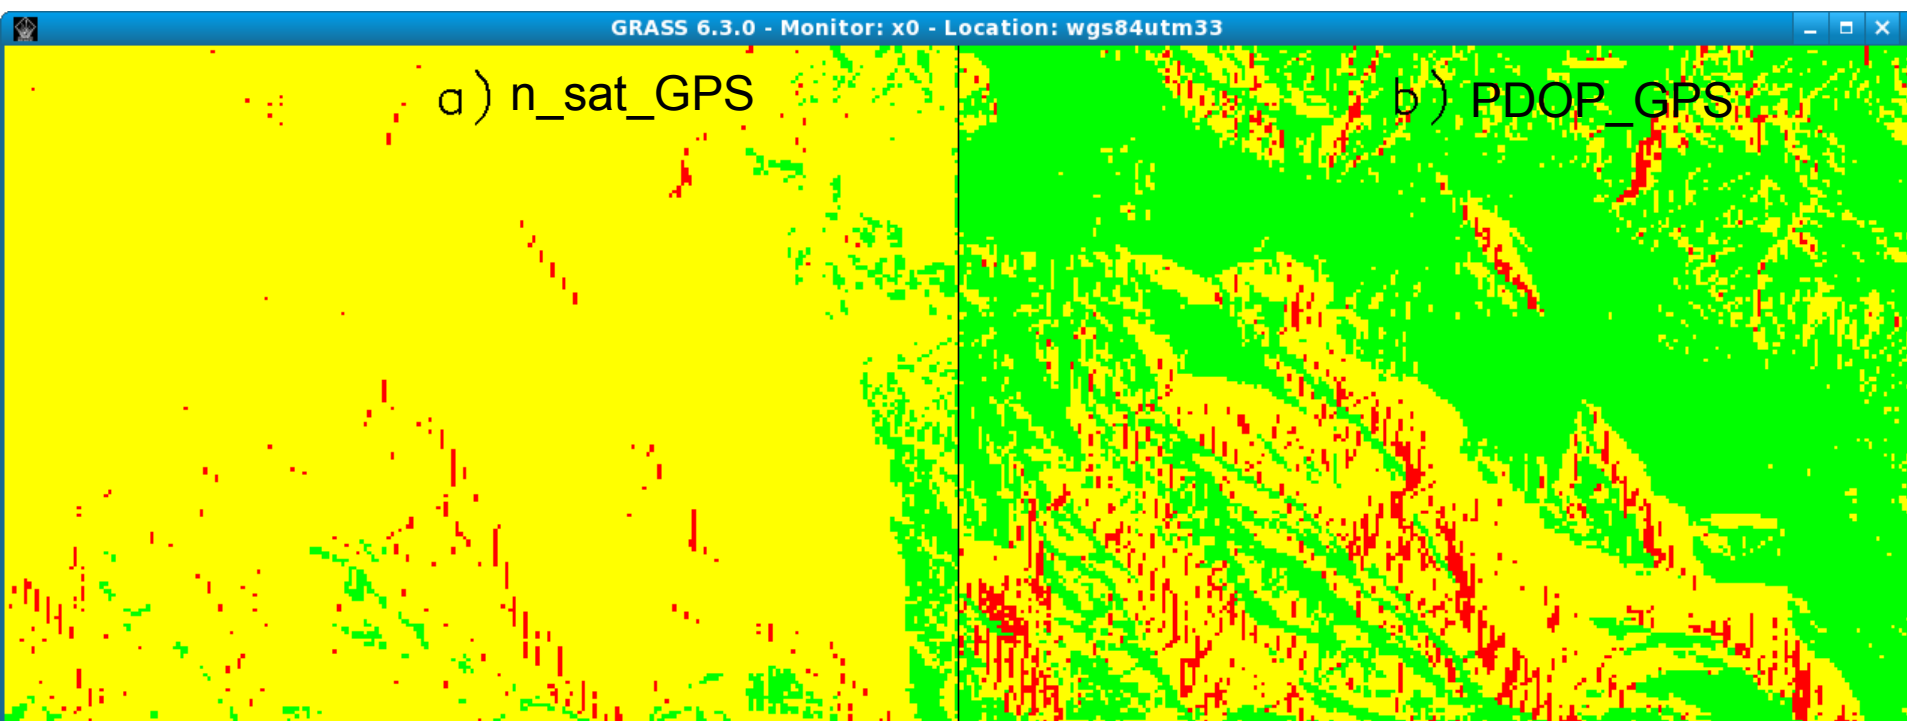 GRASS 6.3.0 - Monitor: x0 - Location: wgs84utm33
a) n_sat_GPS
b) PDOP_GPS